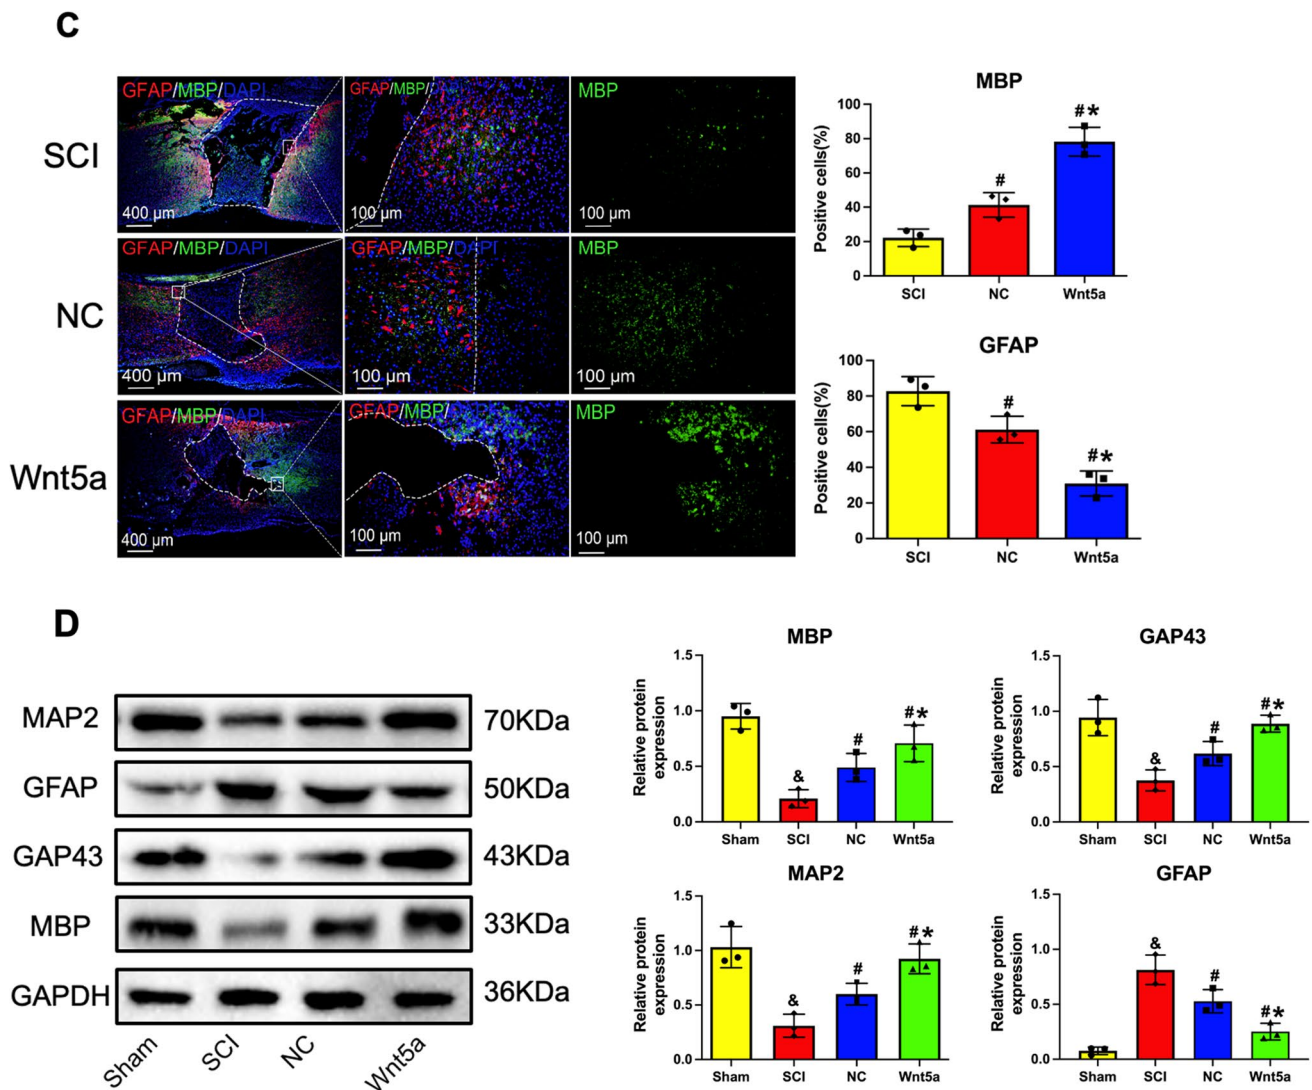 C
SCI
GFAP/MBP/DAPI
400 µm
GFAP/MBP/DAPI
100 µm
MBP
100 µm
NC
GFAP/MBP/DAPI
400 µm
GFAP/MBP/DAPI
100 µm
MBP
100 µm
Wnt5a
GFAP/MBP/DAPI
400 µm
GFAP/MBP/
100 µm
MBP
100 µm
MBP
Positive cells(%)
100
80
60
40
20
0
#
#*
SCI NC Wnt5a
GFAP
Positive cells(%)
100
80
60
40
20
0
#
#*
SCI NC Wnt5a
D
MAP2 70KDa
GFAP 50KDa
GAP43 43KDa
MBP 33KDa
GAPDH 36KDa
Sham SCI NC Wnt5a
MBP
Relative protein
expression
1.5
1.0
0.5
0.0
&
#
#*
Sham SCI NC Wnt5a
GAP43
Relative protein
expression
1.5
1.0
0.5
0.0
&
#
#*
Sham SCI NC Wnt5a
MAP2
Relative protein
expression
1.5
1.0
0.5
0.0
&
#
#*
Sham SCI NC Wnt5a
GFAP
Relative protein
expression
1.5
1.0
0.5
0.0
&
#
#*
Sham SCI NC Wnt5a